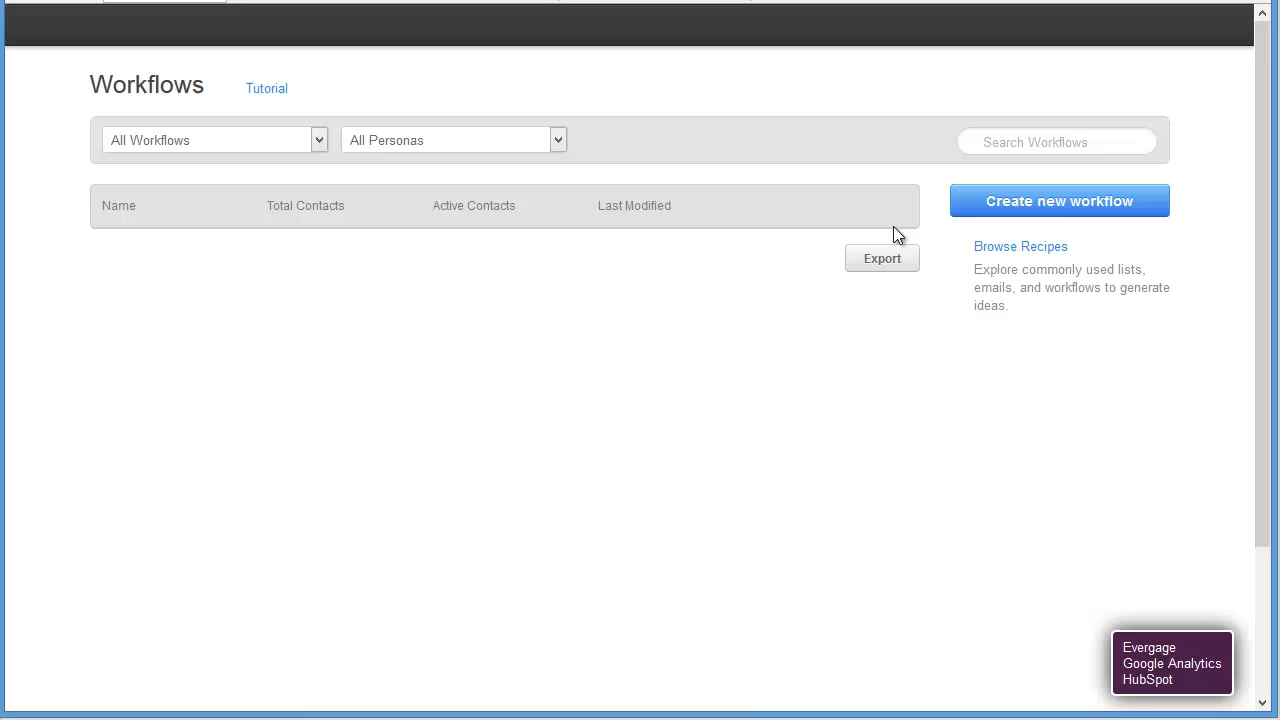 Workflows Tutorial
All Workflows All Personas Search Workflows
Name Total Contacts Active Contacts Last Modified
Create new workflow
Export
Browse Recipes
Explore commonly used lists,
emails, and workflows to generate
ideas.
Evergage
Google Analytics
HubSpot